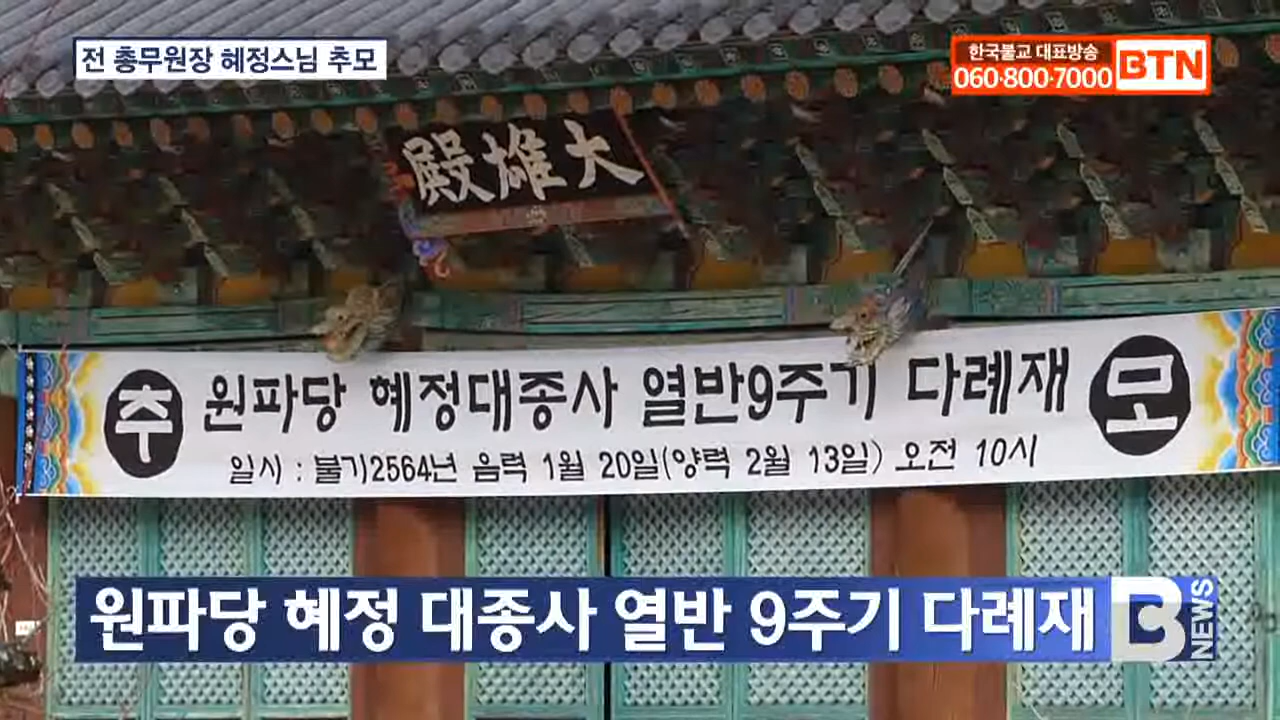 전 총무원장 혜정스님 추모
한국불교 대표방송
060·800·7000 BTN
殿雄大
추 원파당 혜정대종사 열반9주기 다례재 모
일시 : 불기2564년 음력 1월 20일(양력 2월 13일) 오전 10시
원파당 혜정 대종사 열반 9주기 다례재
B NEWS